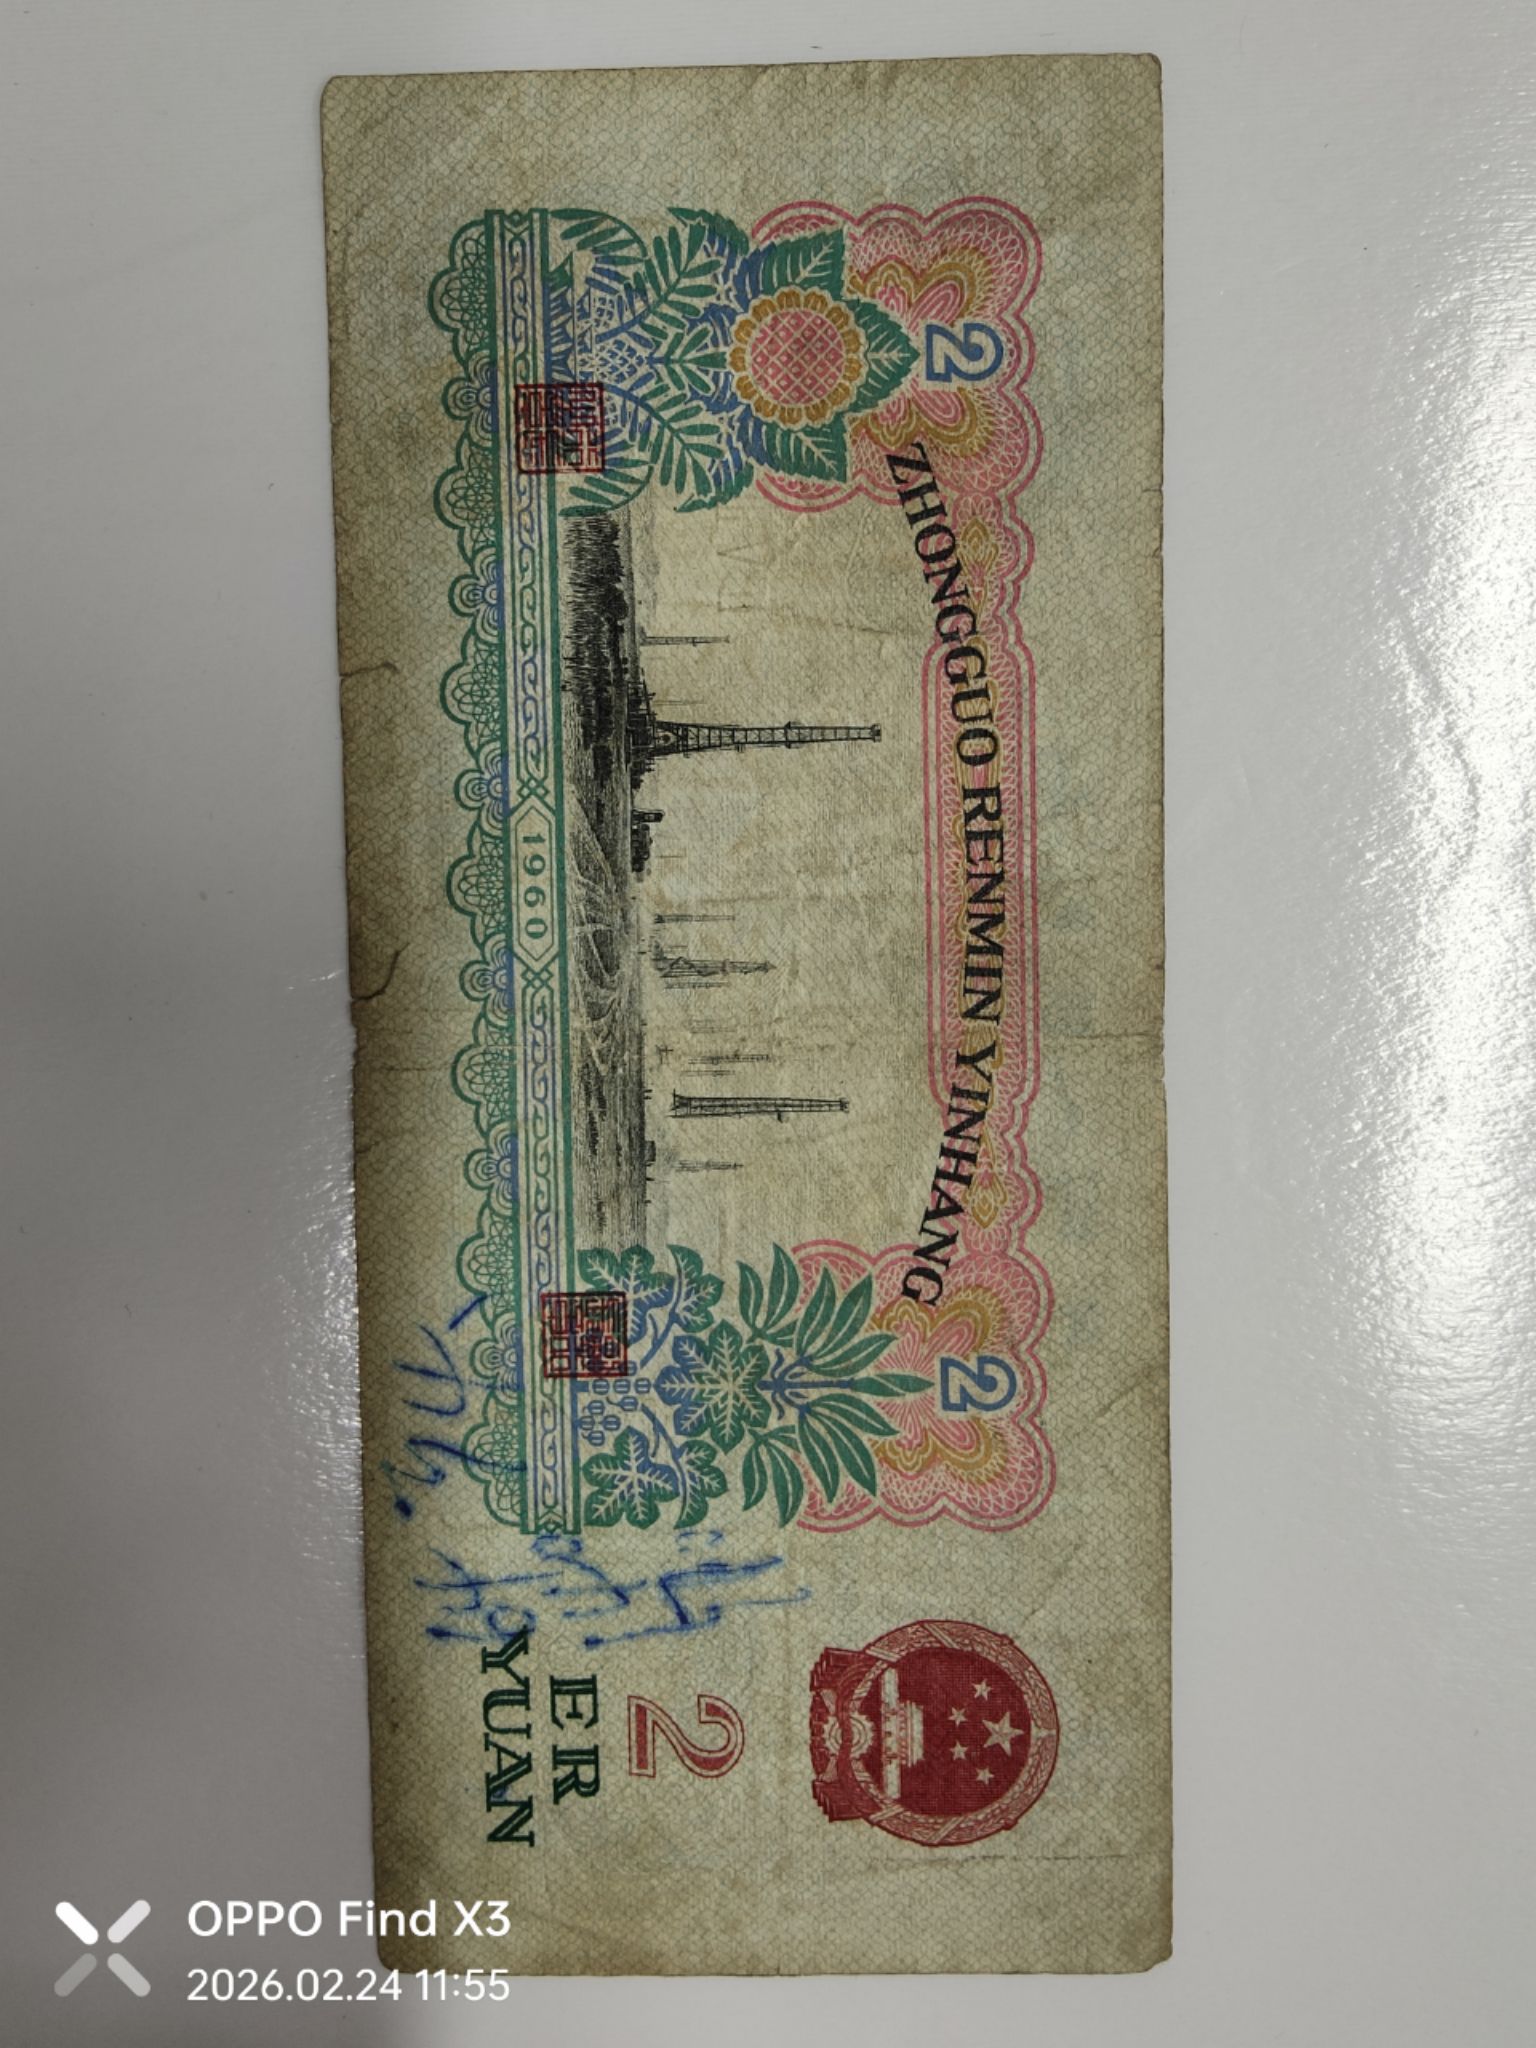 ZHONGGUO RENMIN YINHANG
2
2
1960
2
ER
YUAN
OPPO Find X3
2026.02.24 11:55